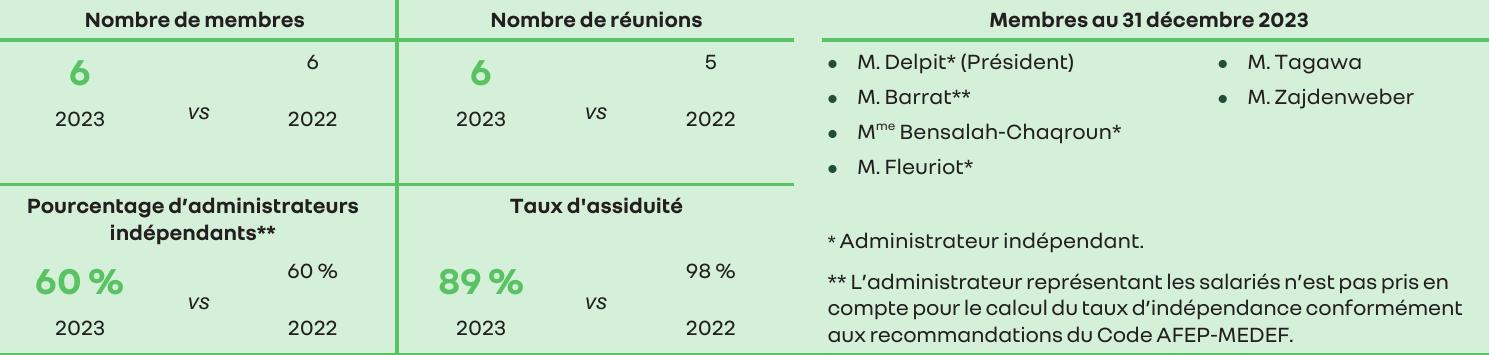 Nombre de membres
6
2023
vs
6
2022
Nombre de réunions
6
2023
vs
5
2022
Pourcentage d’administrateurs
indépendants**
60 %
2023
vs
60 %
2022
Taux d'assiduité
89 %
2023
vs
98 %
2022
Membres au 31 décembre 2023
• M. Delpit* (Président)
• M. Barrat**
• Mme Bensalah-Chaqroun*
• M. Fleuriot*
• M. Tagawa
• M. Zajdenweber
* Administrateur indépendant.
** L’administrateur représentant les salariés n’est pas pris en
compte pour le calcul du taux d’indépendance conformément
aux recommandations du Code AFEP-MEDEF.